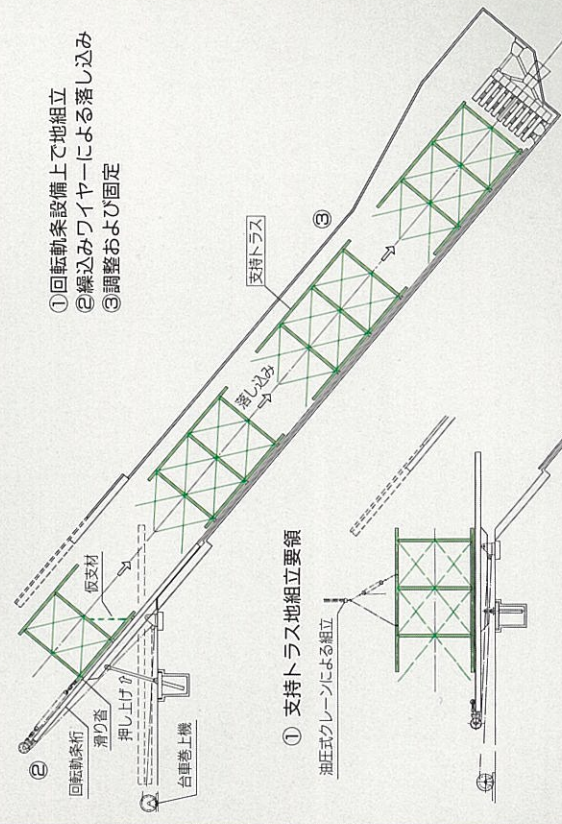 ①回転軌条設備上で地組立
②繰込みワイヤーによる落し込み
③調整および固定
②
回転軌条桁
滑り沓
押し上げ
台車巻上機
仮支材
落し込み
支持トラス
③
① 支持トラス地組立要領
油圧式クレーンによる組立